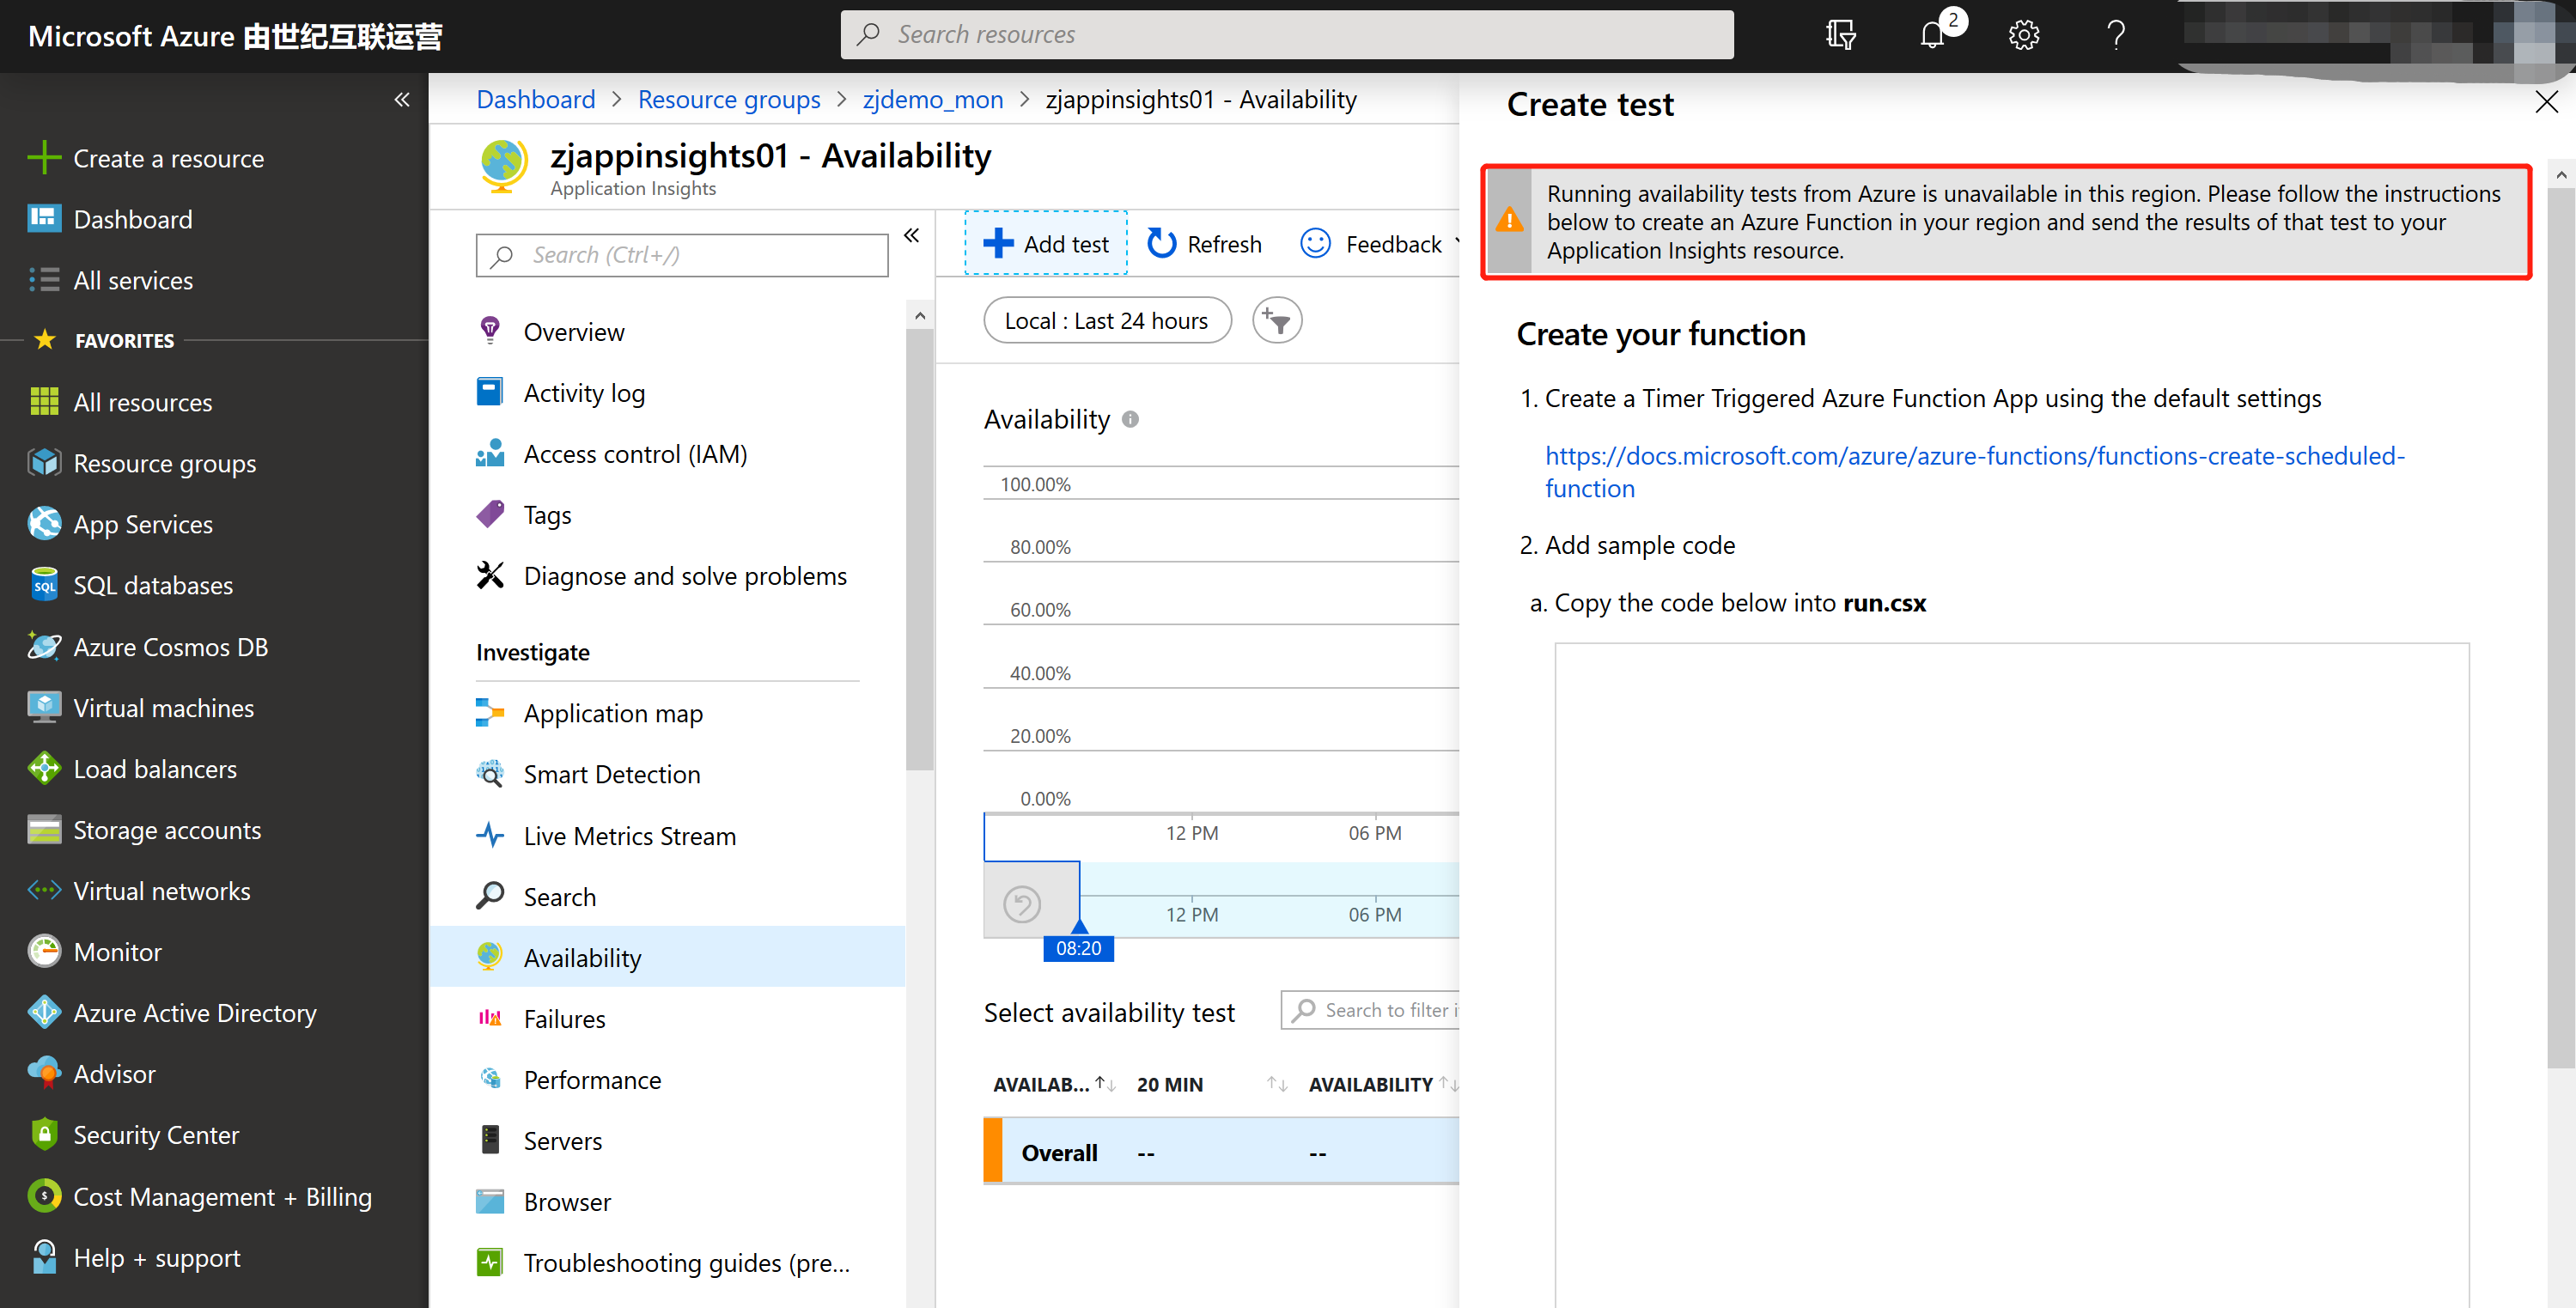 Microsoft Azure 由世纪互联运营
Search resources
2
Create a resource
Dashboard
All services
FAVORITES
All resources
Resource groups
App Services
SQL databases
Azure Cosmos DB
Virtual machines
Load balancers
Storage accounts
Virtual networks
Monitor
Azure Active Directory
Advisor
Security Center
Cost Management + Billing
Help + support
Dashboard > Resource groups > zjdemo_mon > zjappinsights01 - Availability
zjappinsights01 - Availability
Application Insights
Search (Ctrl+/)
Overview
Activity log
Access control (IAM)
Tags
Diagnose and solve problems
Investigate
Application map
Smart Detection
Live Metrics Stream
Search
Availability
Failures
Performance
Servers
Browser
Troubleshooting guides (pre...
Add test
Refresh
Feedback
Local : Last 24 hours
Availability
100.00%
80.00%
60.00%
40.00%
20.00%
0.00%
12 PM 06 PM
12 PM 06 PM
08:20
Select availability test
Search to filter i
AVAILAB... 20 MIN AVAILABILITY
Overall -- --
Create test
Running availability tests from Azure is unavailable in this region. Please follow the instructions
below to create an Azure Function in your region and send the results of that test to your
Application Insights resource.
Create your function
1. Create a Timer Triggered Azure Function App using the default settings
https://docs.microsoft.com/azure/azure-functions/functions-create-scheduled-
function
2. Add sample code
a. Copy the code below into run.csx